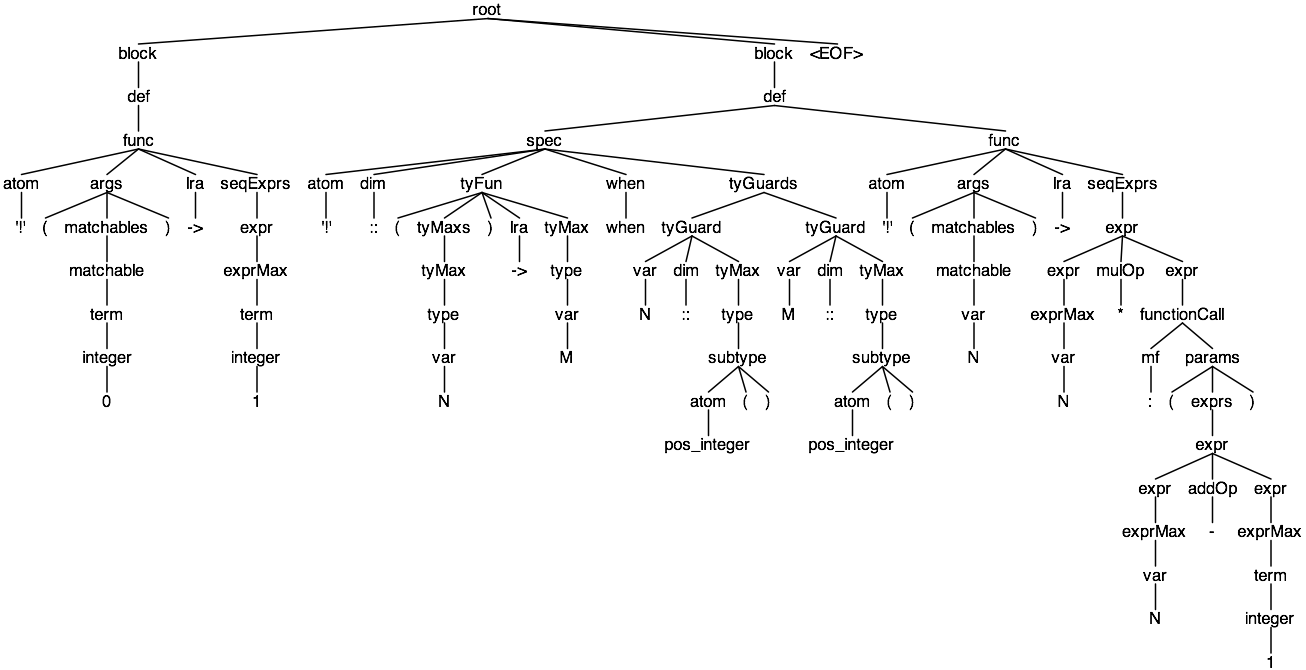 root
block block <EOF>
def def
func spec func
atom args lra seqExprs atom dim tyFun when tyGuards atom args lra seqExprs
'!' ( matchables ) -> expr '!' :: ( tyMaxs ) lra tyMax when tyGuard tyGuard '!' ( matchables ) -> expr
matchable exprMax tyMax -> type var dim tyMax var dim tyMax matchable expr mulOp expr
term term type var N :: type M :: type var exprMax * functionCall
integer integer var M subtype subtype N var mf params
0 1 N atom ( ) atom ( ) N : ( exprs )
pos_integer pos_integer expr
expr addOp expr
exprMax - exprMax
var term
N integer
1